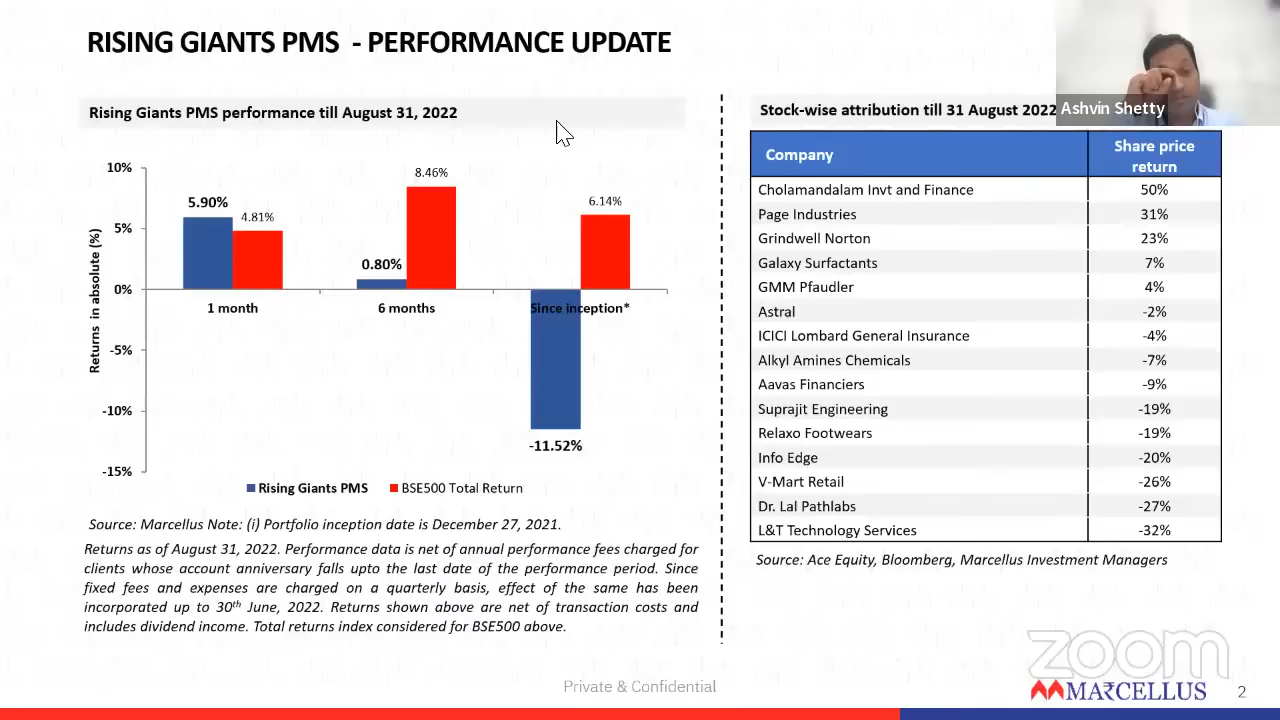 RISING GIANTS PMS - PERFORMANCE UPDATE
Ashvin Shetty
Rising Giants PMS performance till August 31, 2022
Returns in absolute (%)
10%
5%
0%
-5%
-10%
-15%
5.90%
4.81%
0.80%
8.46%
6.14%
-11.52%
1 month
6 months
Since inception*
Rising Giants PMS
BSE500 Total Return
Source: Marcellus Note: (i) Portfolio inception date is December 27, 2021.
Returns as of August 31, 2022. Performance data is net of annual performance fees charged for
clients whose account anniversary falls upto the last date of the performance period. Since
fixed fees and expenses are charged on a quarterly basis, effect of the same has been
incorporated up to 30th June, 2022. Returns shown above are net of transaction costs and
includes dividend income. Total returns index considered for BSE500 above.
Stock-wise attribution till 31 August 2022
Company Share price return
Cholamandalam Invt and Finance 50%
Page Industries 31%
Grindwell Norton 23%
Galaxy Surfactants 7%
GMM Pfaudler 4%
Astral -2%
ICICI Lombard General Insurance -4%
Alkyl Amines Chemicals -7%
Aavas Financiers -9%
Suprajit Engineering -19%
Relaxo Footwears -19%
Info Edge -20%
V-Mart Retail -26%
Dr. Lal Pathlabs -27%
L&T Technology Services -32%
Source: Ace Equity, Bloomberg, Marcellus Investment Managers
zoom
MARCELLUS
Private & Confidential
2